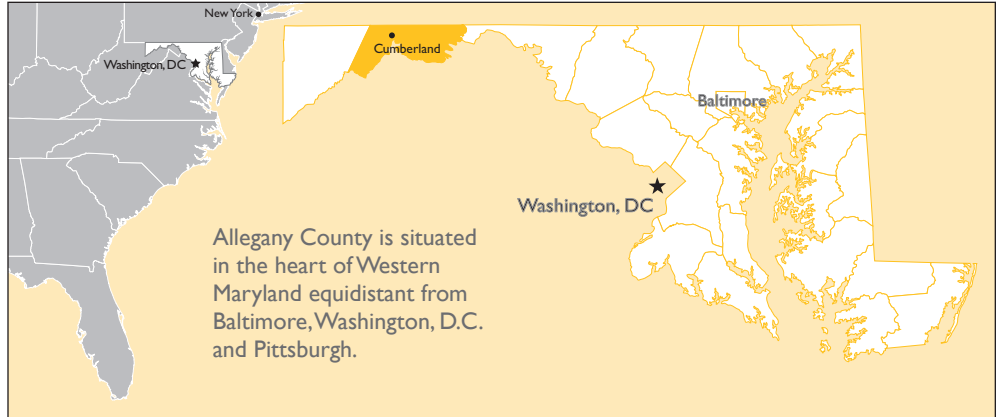 New York
Washington, DC
Cumberland
Baltimore
Washington, DC
Allegany County is situated
in the heart of Western
Maryland equidistant from
Baltimore, Washington, D.C.
and Pittsburgh.